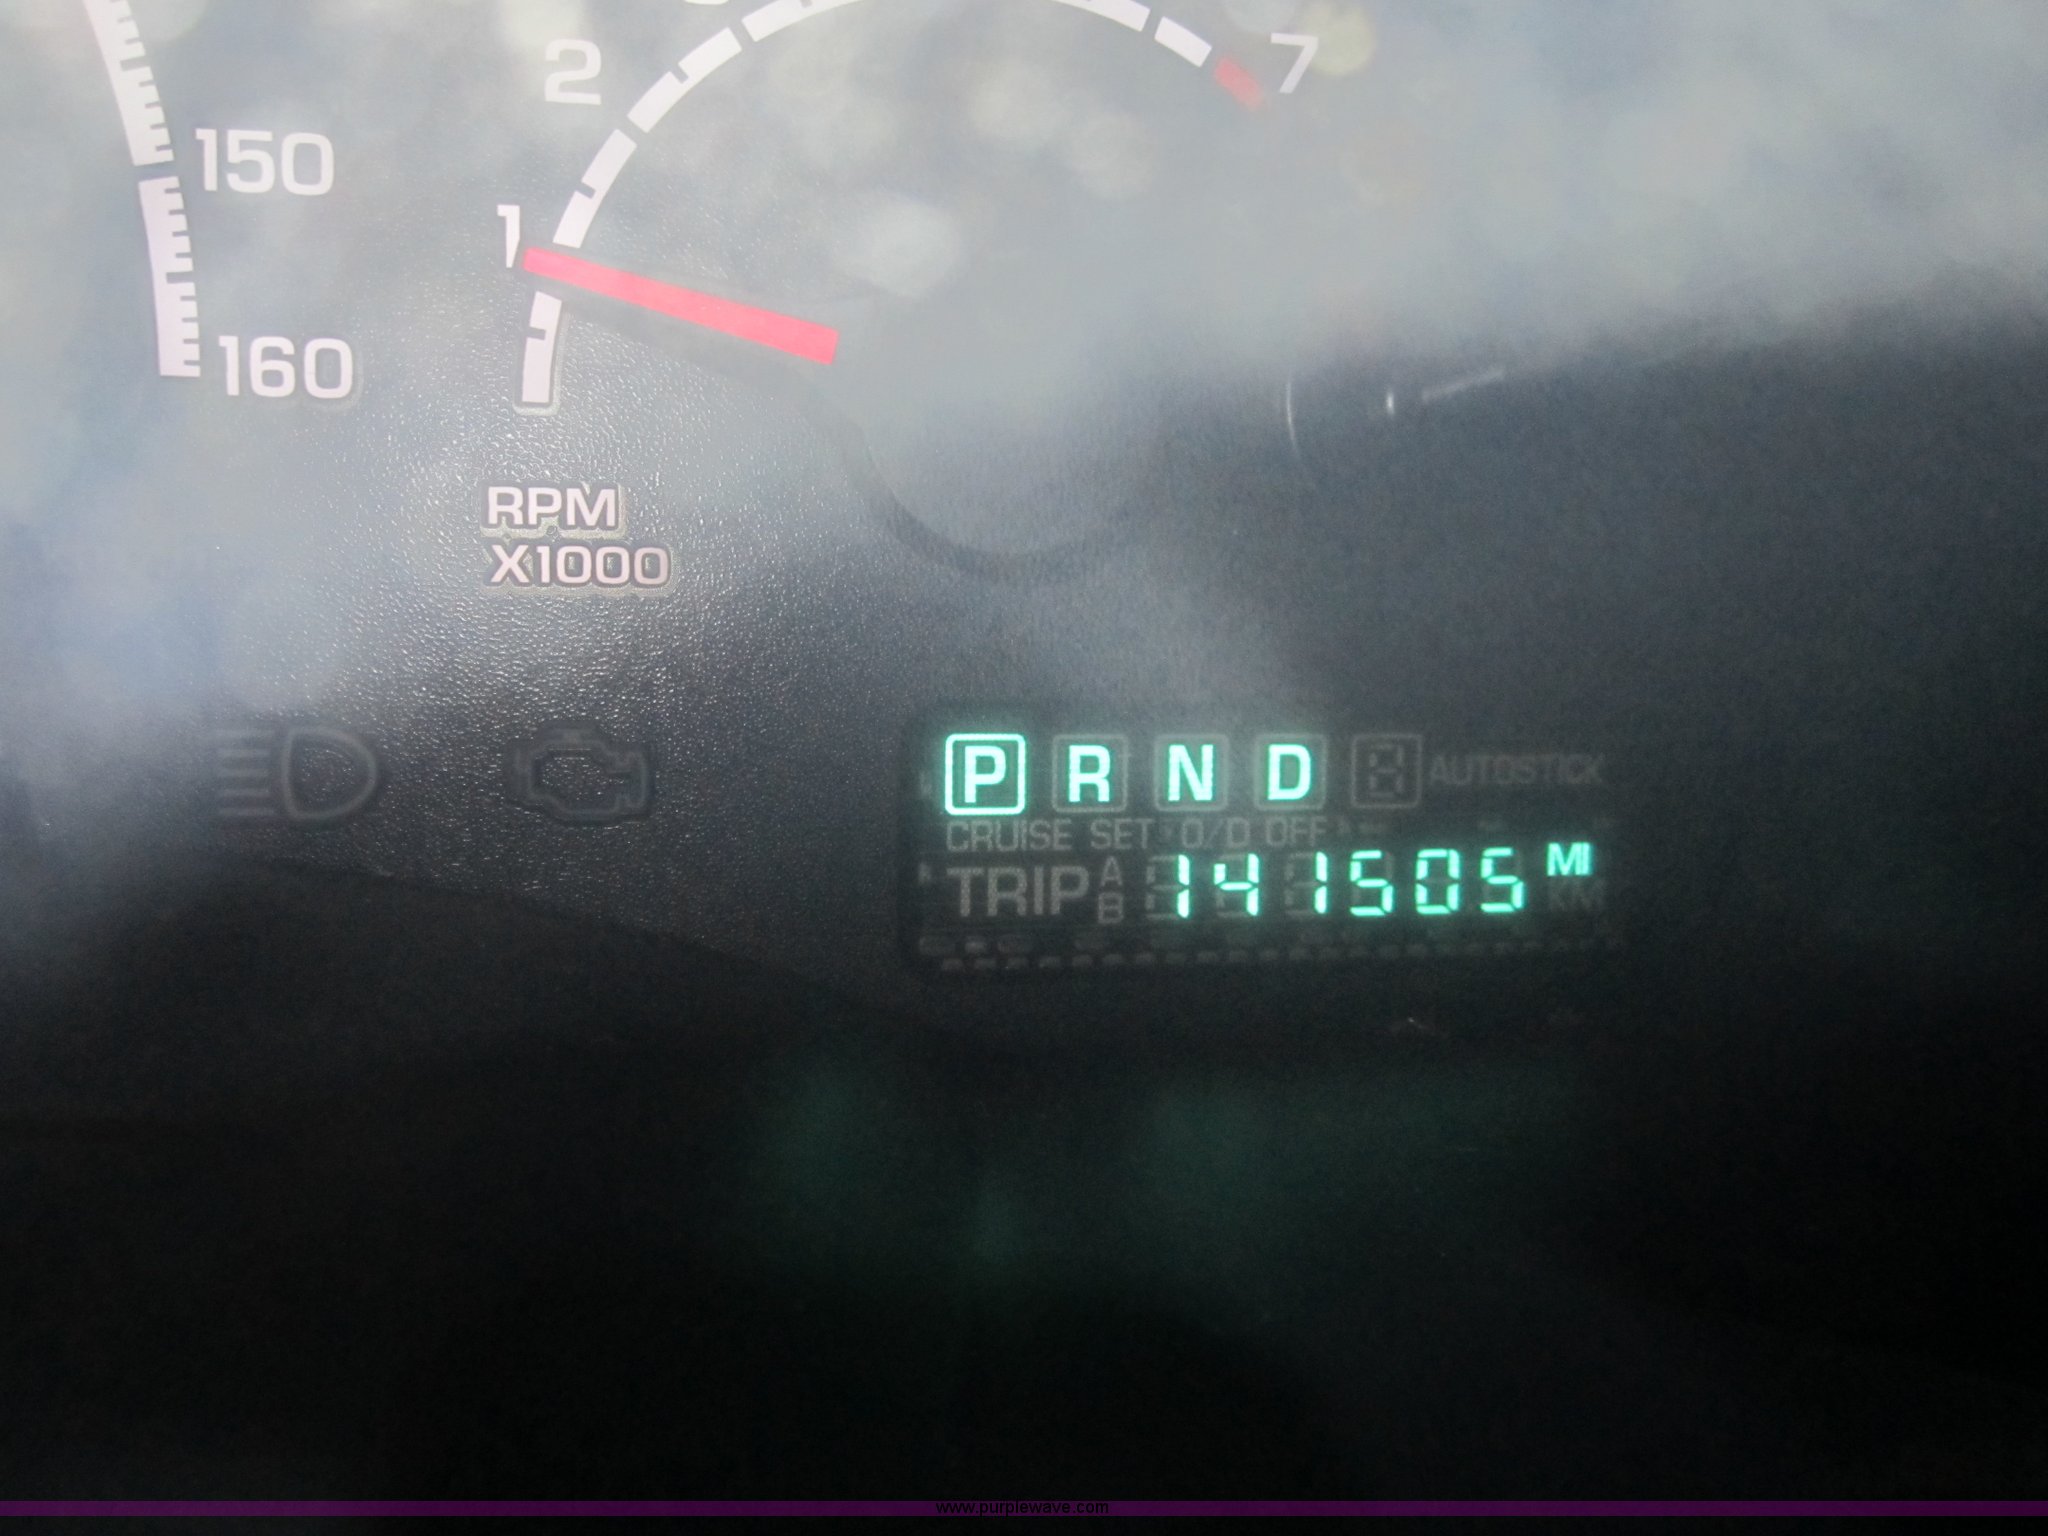 7
2
150
1
160
RPM
X1000
P R N D A AUTOSTICK
CRUISE SET O/D OFF
TRIP A B 141505 MI KM
www.purplewave.com